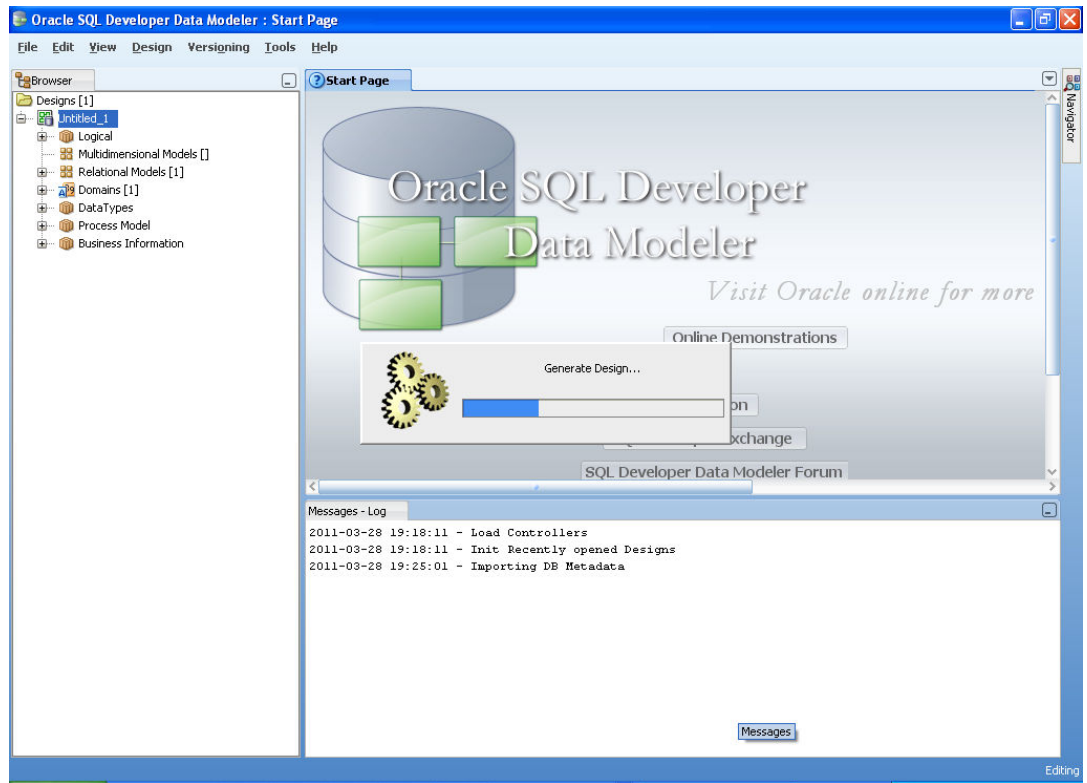 Oracle SQL Developer Data Modeler : Start Page
File Edit View Design Versioning Tools Help
Browser
Designs [1]
Untitled_1
Logical
Multidimensional Models []
Relational Models [1]
Domains [1]
DataTypes
Process Model
Business Information
Start Page
Navigator
Oracle SQL Developer
Data Modeler
Visit Oracle online for more
Online Demonstrations
Generate Design...
on
xchange
SQL Developer Data Modeler Forum
Messages - Log
2011-03-28 19:18:11 - Load Controllers
2011-03-28 19:18:11 - Init Recently opened Designs
2011-03-28 19:25:01 - Importing DB Metadata
Messages
Editing